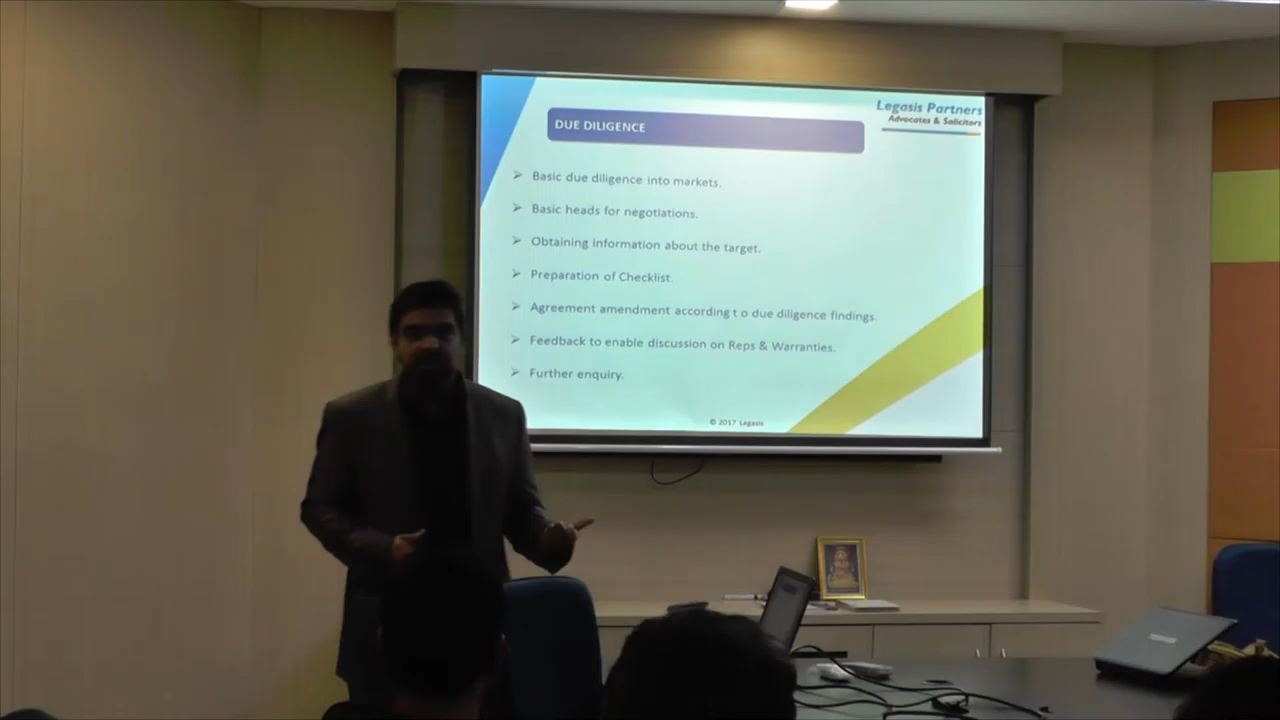 Legasis Partners
Advocates & Solicitors
DUE DILIGENCE
➢ Basic due diligence into markets.
➢ Basic heads for negotiations.
➢ Obtaining information about the target.
➢ Preparation of Checklist.
➢ Agreement amendment according t o due diligence findings.
➢ Feedback to enable discussion on Reps & Warranties.
➢ Further enquiry.
© 2017 Legasis